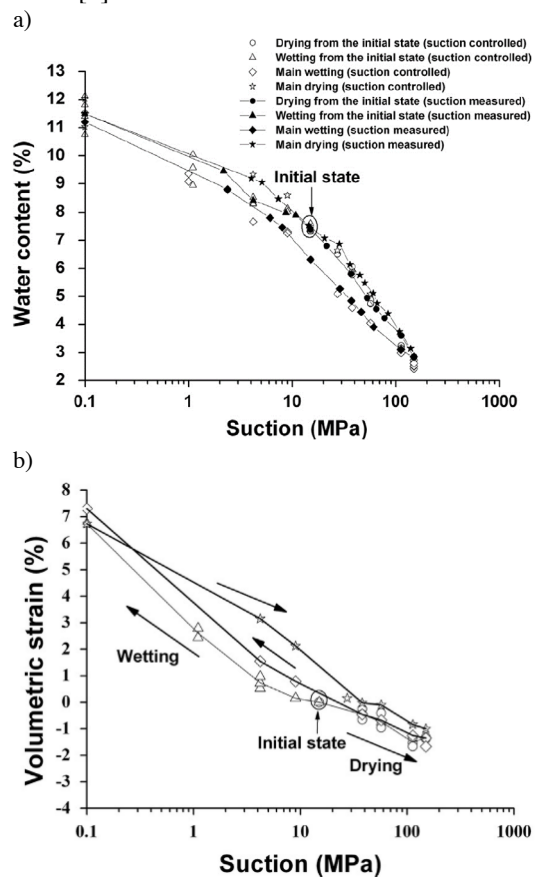 a)
Drying from the initial state (suction controlled)
Wetting from the initial state (suction controlled)
Main wetting (suction controlled)
Main drying (suction controlled)
Drying from the initial state (suction measured)
Wetting from the initial state (suction measured)
Main wetting (suction measured)
Main drying (suction measured)
13
12
11
10
9
8
7
6
5
4
3
2
Water content (%)
Initial state
0.1 1 10 100 1000
Suction (MPa)
b)
8
7
6
5
4
3
2
1
0
-1
-2
-3
-4
Volumetric strain (%)
Wetting
Initial state
Drying
0.1 1 10 100 1000
Suction (MPa)